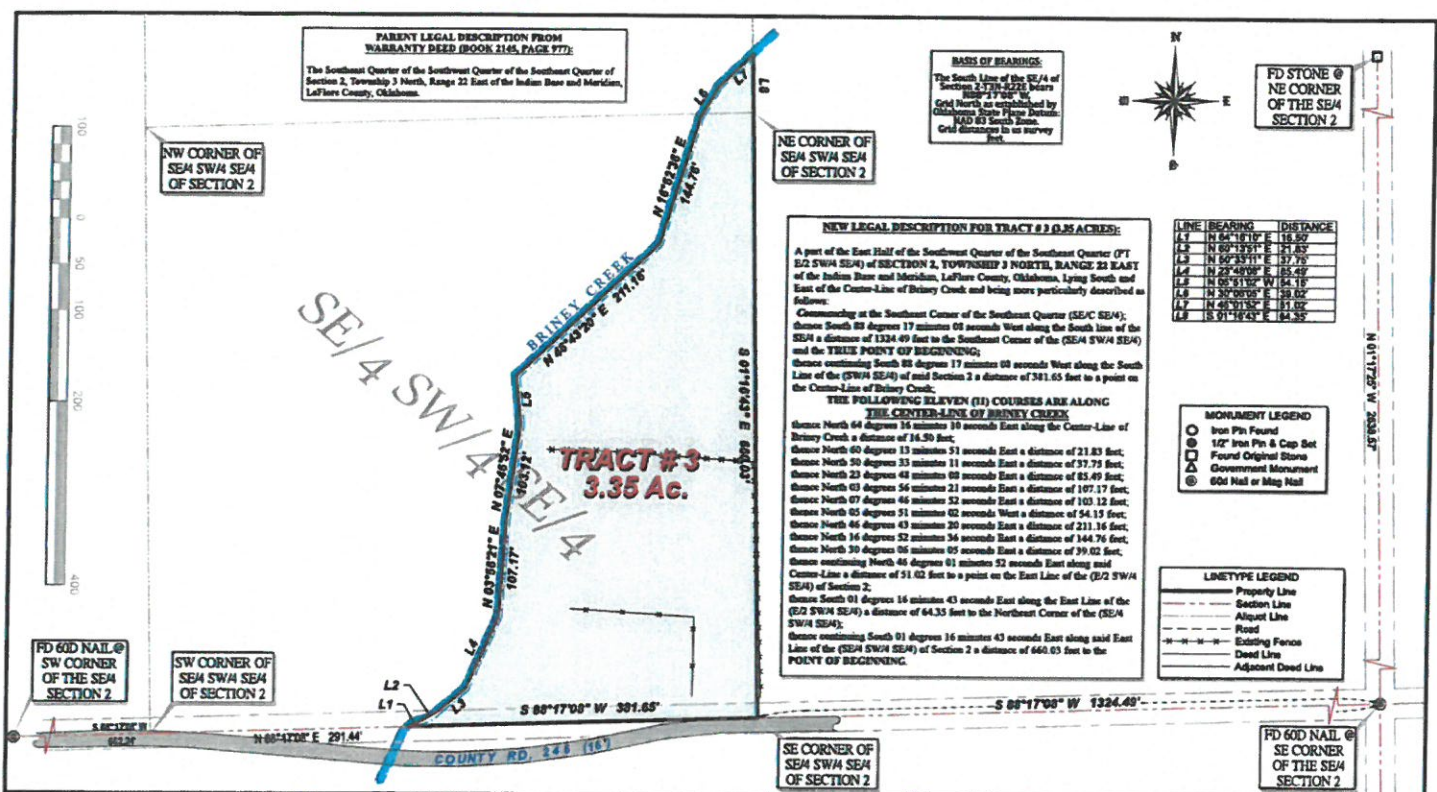 PARENT LEGAL DESCRIPTION FROM
WARRANTY DEED (BOOK 2145, PAGE 977):
The Southeast Quarter of the Southwest Quarter of the Southeast Quarter of
Section 2, Township 3 North, Range 22 East of the Indian Base and Meridian,
LeFlore County, Oklahoma.
BASIS OF BEARINGS:
The South Line of the SE/4 of
Section 2-T3N-R22E bears
Grid North as established by
Oklahoma State Plane Datum:
NAD 83 South Zone.
Grid distances in us survey
feet.
N
E
FD STONE @
NE CORNER
OF THE SE/4
SECTION 2
NW CORNER OF
SE/4 SW/4 SE/4
OF SECTION 2
NE CORNER OF
SE/4 SW/4 SE/4
OF SECTION 2
100
0
50
100
200
400
L7
L8
L6
N 16°52'36" E
144.76'
BRINEY CREEK
N 46°43'20" E 211.16'
SE/4 SW/4 SE/4
L5
S 01°16'43" E 660.03'
N 07°46'52" E
103.12'
TRACT # 3
3.35 Ac.
N 03°56'21" E
107.17'
L4
L3
L2
L1
NEW LEGAL DESCRIPTION FOR TRACT # 3 (3.35 ACRES):
A part of the East Half of the Southwest Quarter of the Southeast Quarter (PT
E/2 SW/4 SE/4) of SECTION 2, TOWNSHIP 3 NORTH, RANGE 22 EAST
of the Indian Base and Meridian, LeFlore County, Oklahoma, Lying South and
East of the Center-Line of Briney Creek and being more particularly described as
follows:
Commencing at the Southeast Corner of the Southeast Quarter (SE/C SE/4);
thence South 88 degrees 17 minutes 08 seconds West along the South line of the
SE/4 a distance of 1324.49 feet to the Southeast Corner of the (SE/4 SW/4 SE/4)
and the TRUE POINT OF BEGINNING;
thence continuing South 88 degrees 17 minutes 08 seconds West along the South
Line of the (SW/4 SE/4) of said Section 2 a distance of 381.65 feet to a point on
the Center-Line of Briney Creek;
THE FOLLOWING ELEVEN (11) COURSES ARE ALONG
THE CENTER-LINE OF BRINEY CREEK
thence North 64 degrees 16 minutes 10 seconds East along the Center-Line of
Briney Creek a distance of 16.50 feet;
thence North 60 degrees 13 minutes 51 seconds East a distance of 21.83 feet;
thence North 50 degrees 33 minutes 11 seconds East a distance of 37.75 feet;
thence North 23 degrees 48 minutes 08 seconds East a distance of 85.49 feet;
thence North 03 degrees 56 minutes 21 seconds East a distance of 107.17 feet;
thence North 07 degrees 46 minutes 52 seconds East a distance of 103.12 feet;
thence North 05 degrees 51 minutes 02 seconds West a distance of 54.15 feet;
thence North 46 degrees 43 minutes 20 seconds East a distance of 211.16 feet;
thence North 16 degrees 52 minutes 36 seconds East a distance of 144.76 feet;
thence North 30 degrees 06 minutes 05 seconds East a distance of 39.02 feet;
thence continuing North 46 degrees 01 minutes 52 seconds East along said
Center-Line a distance of 51.02 feet to a point on the East Line of the (E/2 SW/4
SE/4) of Section 2;
thence South 01 degrees 16 minutes 43 seconds East along the East Line of the
(E/2 SW/4 SE/4) a distance of 64.35 feet to the Northeast Corner of the (SE/4
SW/4 SE/4);
thence continuing South 01 degrees 16 minutes 43 seconds East along said East
Line of the (SE/4 SW/4 SE/4) of Section 2 a distance of 660.03 feet to the
POINT OF BEGINNING.
LINE BEARING DISTANCE
L1 N 64°16'10" E 16.50'
L2 N 60°13'51" E 21.83'
L3 N 50°33'11" E 37.75'
L4 N 23°48'08" E 85.49'
L5 N 05°51'02" W 54.15'
L6 N 30°06'05" E 39.02'
L7 N 46°01'52" E 51.02'
L8 S 01°16'43" E 64.35'
N 01°17'25" W
MONUMENT LEGEND
Iron Pin Found
1/2" Iron Pin & Cap Set
Found Original Stone
Government Monument
60d Nail or Mag Nail
LINETYPE LEGEND
Property Line
Section Line
Aliquot Line
Road
Existing Fence
Deed Line
Adjacent Deed Line
FD 60D NAIL @
SW CORNER
OF THE SE/4
SECTION 2
SW CORNER OF
SE/4 SW/4 SE/4
OF SECTION 2
S 88°17'08" W 381.65'
S 88°17'08" W 1324.49'
S 88°17'08" W
E 291.44'
COUNTY RD. 246 (16')
SE CORNER OF
SE/4 SW/4 SE/4
OF SECTION 2
FD 60D NAIL @
SE CORNER
OF THE SE/4
SECTION 2